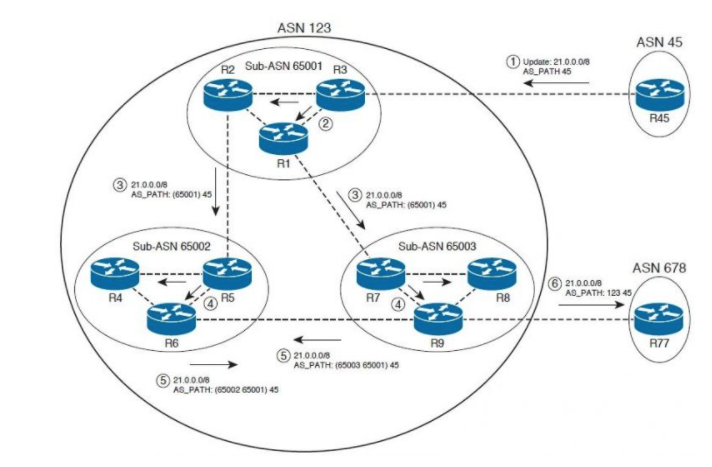 ASN 123
ASN 45
Sub-ASN 65001
R2
R3
① Update: 21.0.0.0/8
AS_PATH 45
R45
②
R1
③ 21.0.0.0/8
AS_PATH: (65001) 45
③ 21.0.0.0/8
AS_PATH: (65001) 45
Sub-ASN 65002
Sub-ASN 65003
ASN 678
R4
R5
④
R6
R7
④
R8
R9
⑥ 21.0.0.0/8
AS_PATH: 123 45
R77
⑤ 21.0.0.0/8
AS_PATH: (65002 65001) 45
⑤ 21.0.0.0/8
AS_PATH: (65003 65001) 45